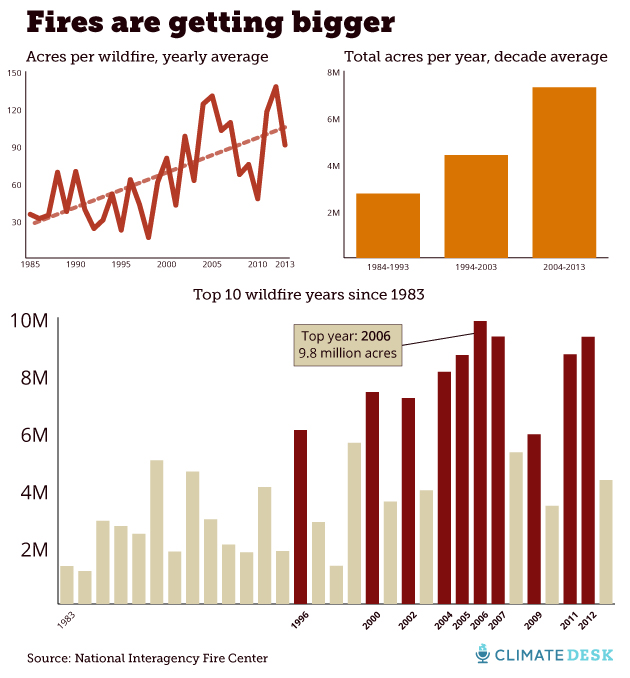 Fires are getting bigger
Acres per wildfire, yearly average
150
120
90
60
30
1985
1990
1995
2000
2005
2010
2013
Total acres per year, decade average
8M
6M
4M
2M
1984-1993
1994-2003
2004-2013
Top 10 wildfire years since 1983
10M
8M
6M
4M
2M
Top year: 2006
9.8 million acres
1983
1996
2000
2002
2004
2005
2006
2007
2009
2011
2012
Source: National Interagency Fire Center
CLIMATE DESK